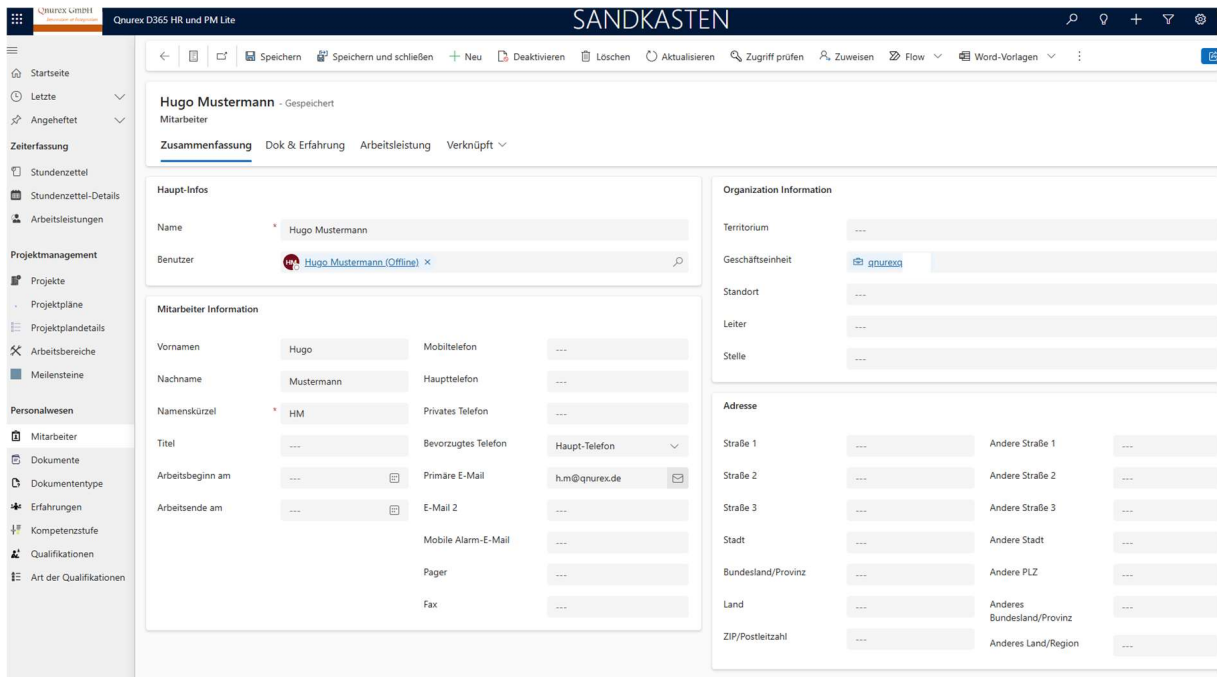 Qnurex GmbH
Qnurex D365 HR und PM Lite
SANDKASTEN
Startseite
Letzte
Angeheftet
Zeiterfassung
Stundenzettel
Stundenzettel-Details
Arbeitsleistungen
Projektmanagement
Projekte
Projektpläne
Projektplandetails
Arbeitsbereiche
Meilensteine
Personalwesen
Mitarbeiter
Dokumente
Dokumententype
Erfahrungen
Kompetenzstufe
Qualifikationen
Art der Qualifikationen
Speichern Speichern und schließen Neu Deaktivieren Löschen Aktualisieren Zugriff prüfen Zuweisen Flow Word-Vorlagen
Hugo Mustermann - Gespeichert
Mitarbeiter
Zusammenfassung Dok & Erfahrung Arbeitsleistung Verknüpft
Haupt-Infos
Name * Hugo Mustermann
Benutzer HM Hugo Mustermann (Offline) ×
Mitarbeiter Information
Vornamen Hugo Mobiltelefon ---
Nachname Mustermann Haupttelefon ---
Namenskürzel * HM Privates Telefon ---
Titel --- Bevorzugtes Telefon Haupt-Telefon
Arbeitsbeginn am --- Primäre E-Mail h.m@qnurex.de
Arbeitsende am --- E-Mail 2 ---
Mobile Alarm-E-Mail ---
Pager ---
Fax ---
Organization Information
Territorium ---
Geschäftseinheit qnurexq
Standort ---
Leiter ---
Stelle ---
Adresse
Straße 1 --- Andere Straße 1 ---
Straße 2 --- Andere Straße 2 ---
Straße 3 --- Andere Straße 3 ---
Stadt --- Andere Stadt ---
Bundesland/Provinz --- Andere PLZ ---
Land --- Anderes
Bundesland/Provinz ---
ZIP/Postleitzahl --- Anderes Land/Region ---